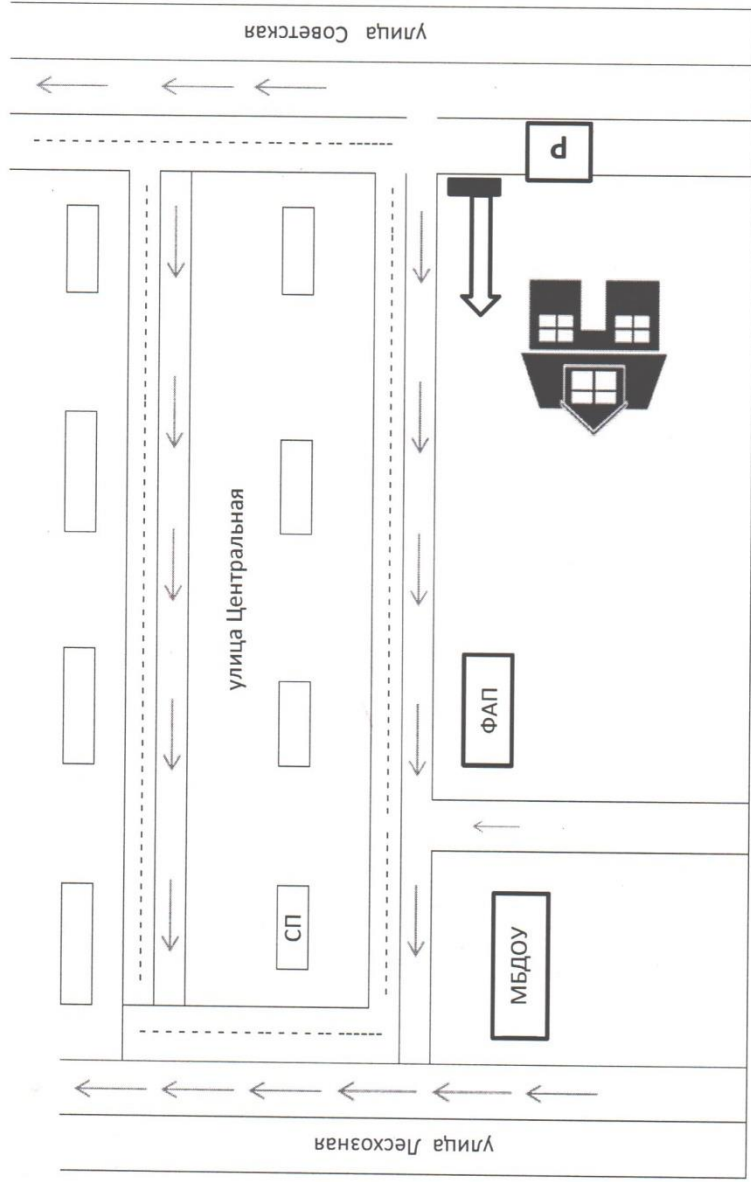 улица Советская
Р
улица Центральная
ФАП
СП
МБДОУ
улица Лесхозная